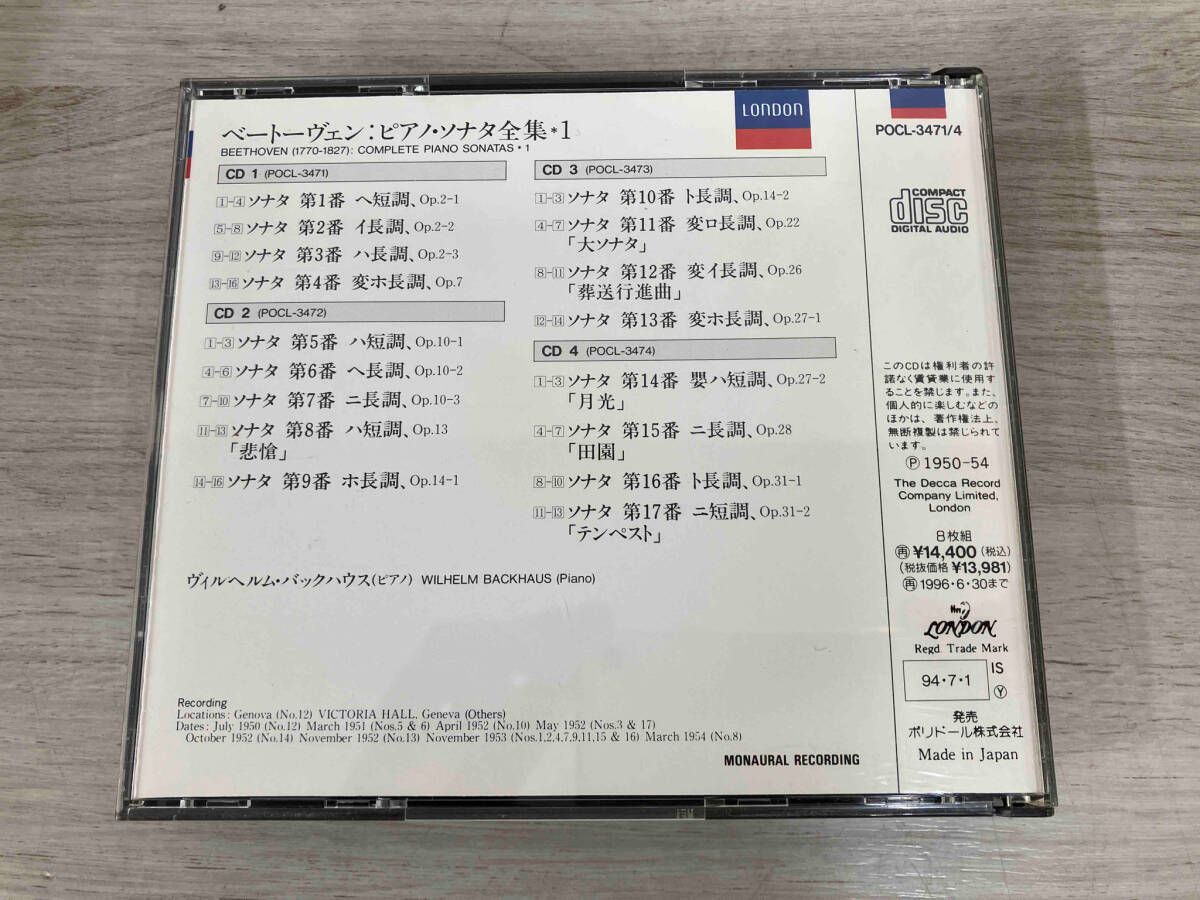 ベートーヴェン:ピアノ・ソナタ全集*1
BEETHOVEN (1770-1827): COMPLETE PIANO SONATAS・1
LONDON
CD 1 (POCL-3471)
1-4 ソナタ 第1番 ヘ短調、Op.2-1
5-8 ソナタ 第2番 イ長調、Op.2-2
9-12 ソナタ 第3番 ハ長調、Op.2-3
13-16 ソナタ 第4番 変ホ長調、Op.7
CD 2 (POCL-3472)
1-3 ソナタ 第5番 ハ短調、Op.10-1
4-6 ソナタ 第6番 ヘ長調、Op.10-2
7-10 ソナタ 第7番 ニ長調、Op.10-3
11-13 ソナタ 第8番 ハ短調、Op.13
「悲愴」
14-16 ソナタ 第9番 ホ長調、Op.14-1
CD 3 (POCL-3473)
1-3 ソナタ 第10番 ト長調、Op.14-2
4-7 ソナタ 第11番 変ロ長調、Op.22
「大ソナタ」
8-11 ソナタ 第12番 変イ長調、Op.26
「葬送行進曲」
12-14 ソナタ 第13番 変ホ長調、Op.27-1
CD 4 (POCL-3474)
1-3 ソナタ 第14番 嬰ハ短調、Op.27-2
「月光」
4-7 ソナタ 第15番 ニ長調、Op.28
「田園」
8-10 ソナタ 第16番 ト長調、Op.31-1
11-13 ソナタ 第17番 ニ短調、Op.31-2
「テンペスト」
ヴィルヘルム・バックハウス(ピアノ) WILHELM BACKHAUS (Piano)
Recording
Locations: Genova (No.12) VICTORIA HALL, Geneva (Others)
Dates: July 1950 (No.12) March 1951 (Nos.5 & 6) April 1952 (No.10) May 1952 (Nos.3 & 17)
October 1952 (No.14) November 1952 (No.13) November 1953 (Nos.1,2,4,7,9,11,15 & 16) March 1954 (No.8)
MONAURAL RECORDING
POCL-3471/4
COMPACT
disc
DIGITAL AUDIO
このCDは権利者の許
諾なく賃貸業に使用す
ることを禁じます。また、
個人的に楽しむなどの
ほかは、著作権法上、
無断複製は禁じられて
います。
Ⓟ 1950-54
The Decca Record
Company Limited,
London
8枚組
再 ¥14,400 (税込)
(税抜価格 ¥13,981)
再 1996・6・30まで
LONDON
Regd. Trade Mark
94・7・1
IS
Ⓨ
発売
ポリドール株式会社
Made in Japan